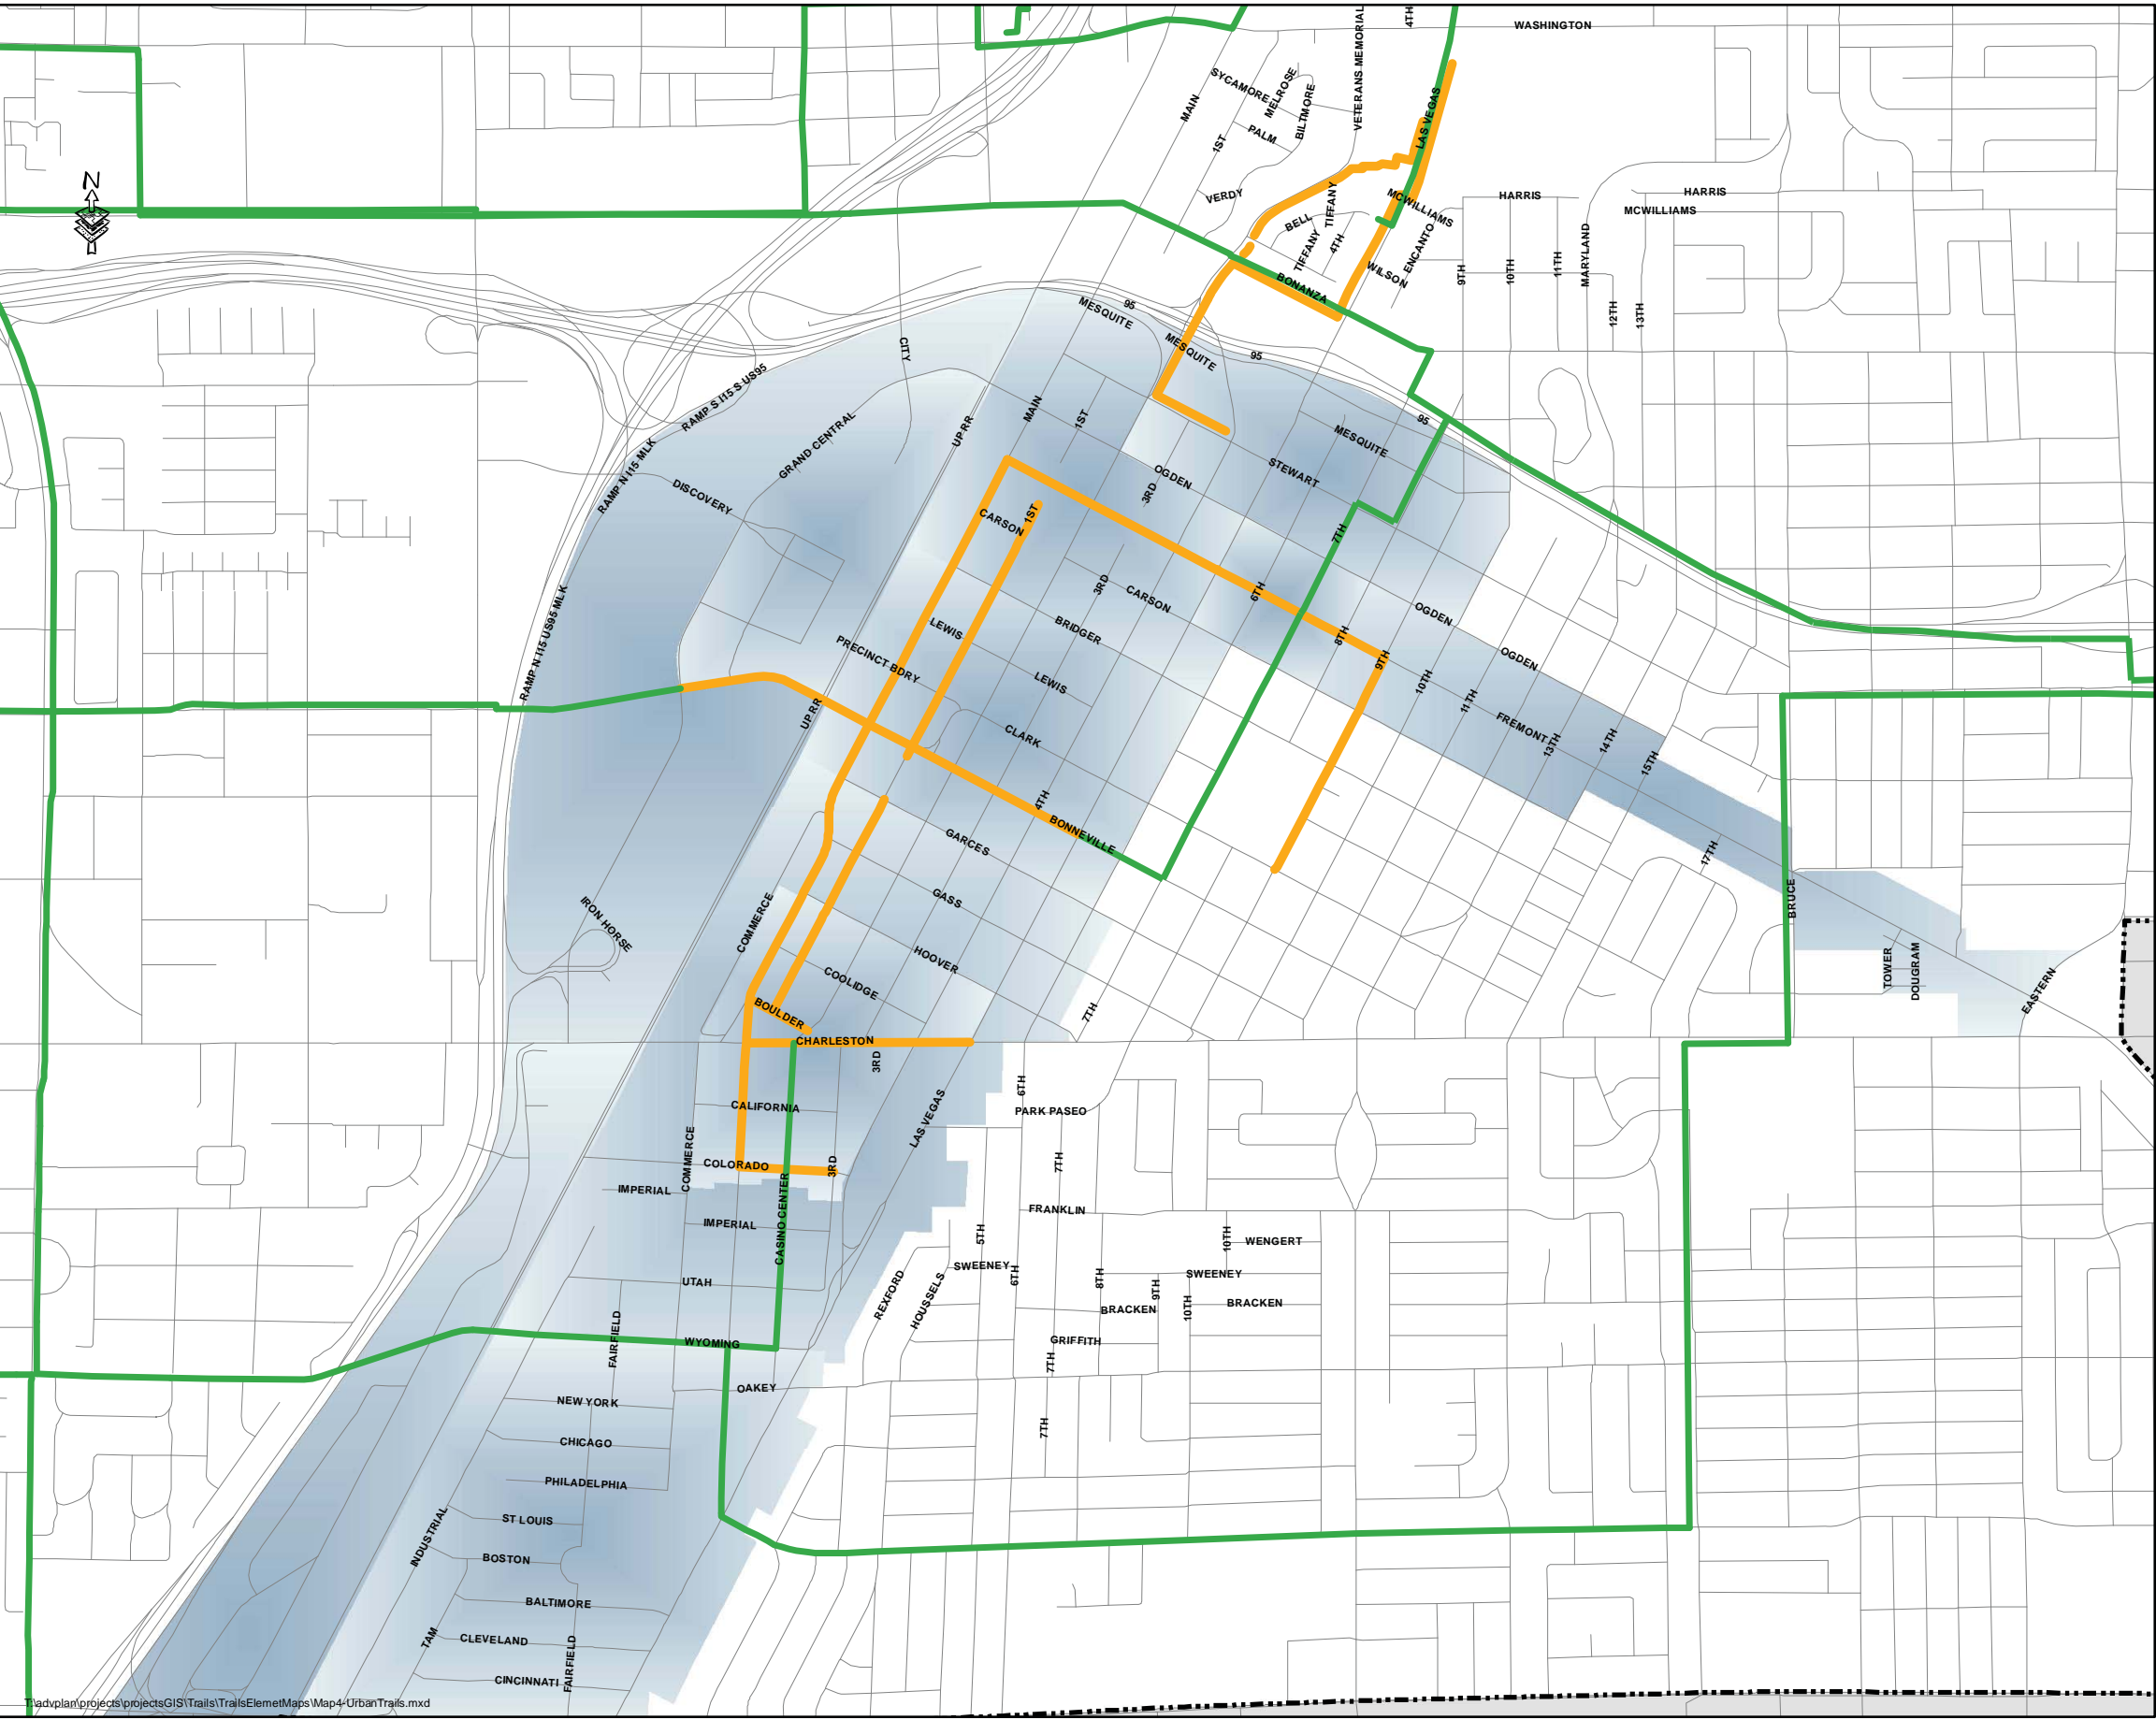 WASHINGTON
4TH
VETERANS MEMORIAL
SYCAMORE
MELROSE
BILTMORE
MAIN
1ST
PALM
LAS VEGAS
N
VERDY
TIFFANY
MCWILLIAMS
HARRIS
HARRIS
MCWILLIAMS
BELL
TIFFANY
4TH
ENCANTO
WILSON
9TH
10TH
11TH
MARYLAND
12TH
13TH
BONANZA
95
MESQUITE
MESQUITE
95
CITY
RAMP S I15 S US95
RAMP N I15 MLK
GRAND CENTRAL
UPRR
MAIN
1ST
95
MESQUITE
STEWART
OGDEN
3RD
DISCOVERY
CARSON
1ST
7TH
RAMP N I15 US95 MLK
3RD
CARSON
6TH
OGDEN
BRIDGER
LEWIS
8TH
9TH
OGDEN
PRECINCT BDRY
LEWIS
10TH
11TH
UPRR
CLARK
FREMONT
13TH
14TH
15TH
4TH
BONNEVILLE
GARCES
17TH
GASS
BRUCE
IRON HORSE
COMMERCE
HOOVER
COOLIDGE
TOWER
DOUGRAM
EASTERN
BOULDER
7TH
CHARLESTON
3RD
6TH
CALIFORNIA
PARK PASEO
LAS VEGAS
COMMERCE
COLORADO
3RD
7TH
IMPERIAL
CASINO CENTER
IMPERIAL
FRANKLIN
5TH
10TH
WENGERT
SWEENEY
6TH
8TH
SWEENEY
UTAH
REXFORD
HOUSSELS
9TH
10TH
BRACKEN
BRACKEN
FAIRFIELD
WYOMING
GRIFFITH
7TH
OAKEY
NEW YORK
7TH
CHICAGO
PHILADELPHIA
ST LOUIS
INDUSTRIAL
BOSTON
BALTIMORE
TAM
CLEVELAND
FAIRFIELD
CINCINNATI
T:\advplan\projects\projectsGIS\Trails\TrailsElemetMaps\Map4-UrbanTrails.mxd